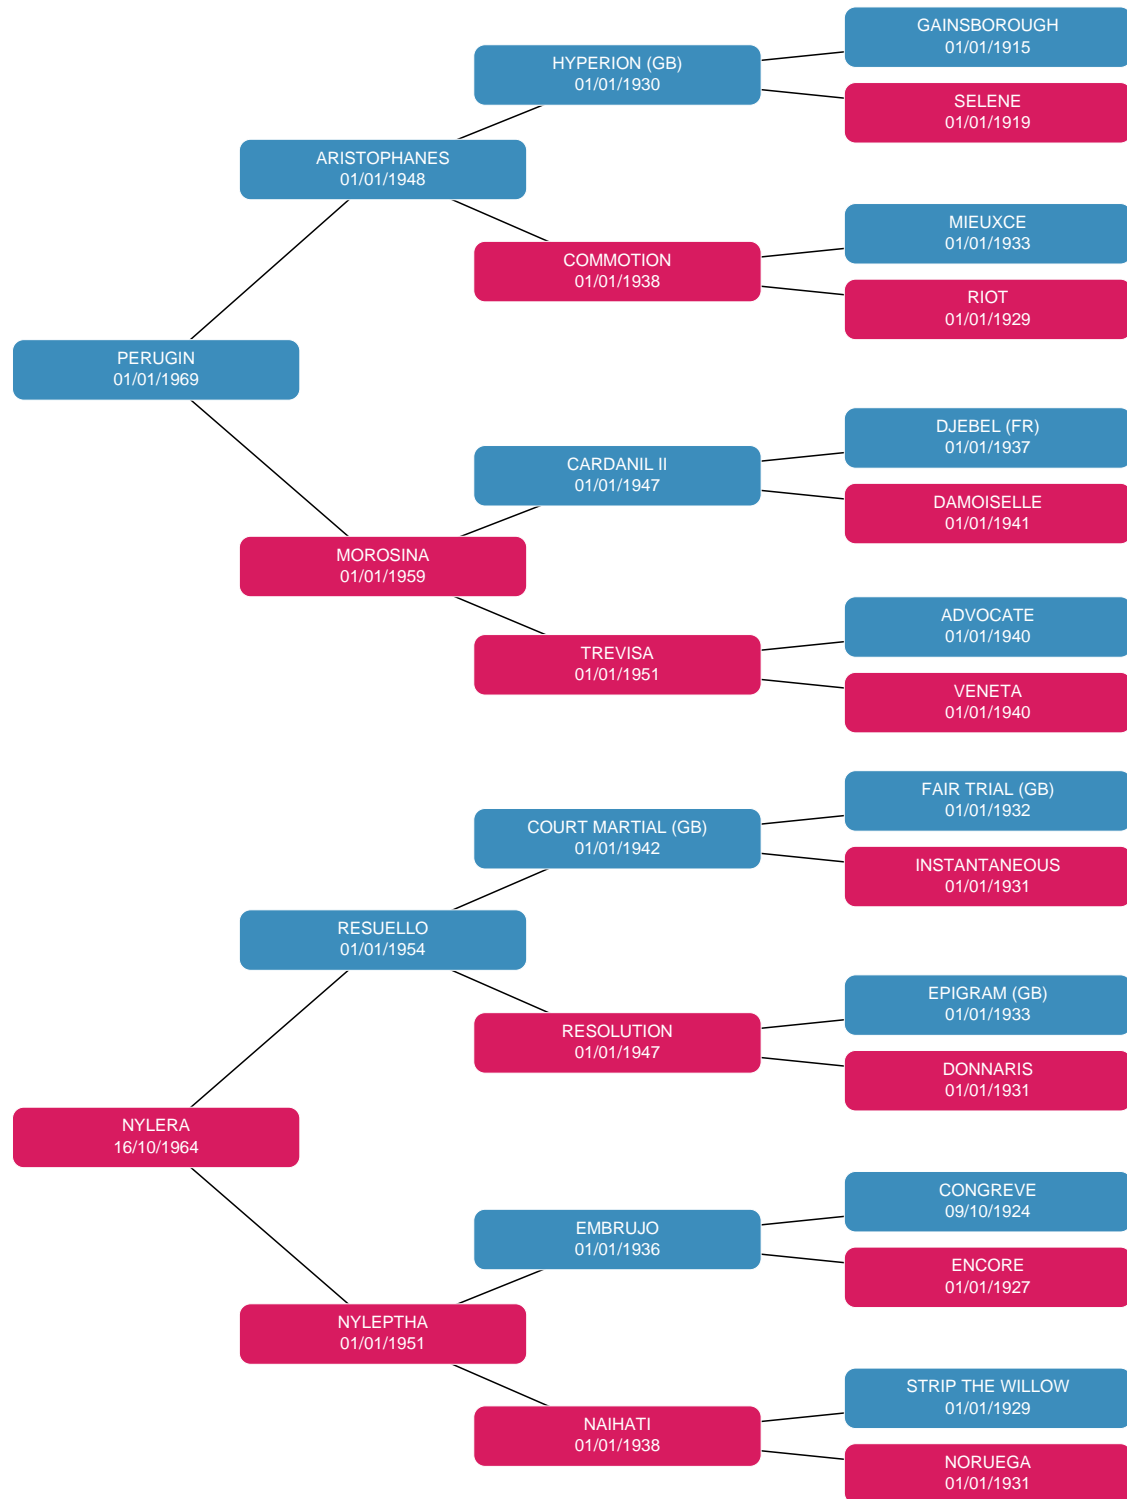 GAINSBOROUGH
01/01/1915
HYPERION (GB)
01/01/1930
SELENE
01/01/1919
ARISTOPHANES
01/01/1948
MIEUXCE
01/01/1933
COMMOTION
01/01/1938
RIOT
01/01/1929
PERUGIN
01/01/1969
DJEBEL (FR)
01/01/1937
CARDANIL II
01/01/1947
DAMOISELLE
01/01/1941
MOROSINA
01/01/1959
ADVOCATE
01/01/1940
TREVISA
01/01/1951
VENETA
01/01/1940
FAIR TRIAL (GB)
01/01/1932
COURT MARTIAL (GB)
01/01/1942
INSTANTANEOUS
01/01/1931
RESUELLO
01/01/1954
EPIGRAM (GB)
01/01/1933
RESOLUTION
01/01/1947
DONNARIS
01/01/1931
NYLERA
16/10/1964
CONGREVE
09/10/1924
EMBRUJO
01/01/1936
ENCORE
01/01/1927
NYLEPTHA
01/01/1951
STRIP THE WILLOW
01/01/1929
NAIHATI
01/01/1938
NORUEGA
01/01/1931